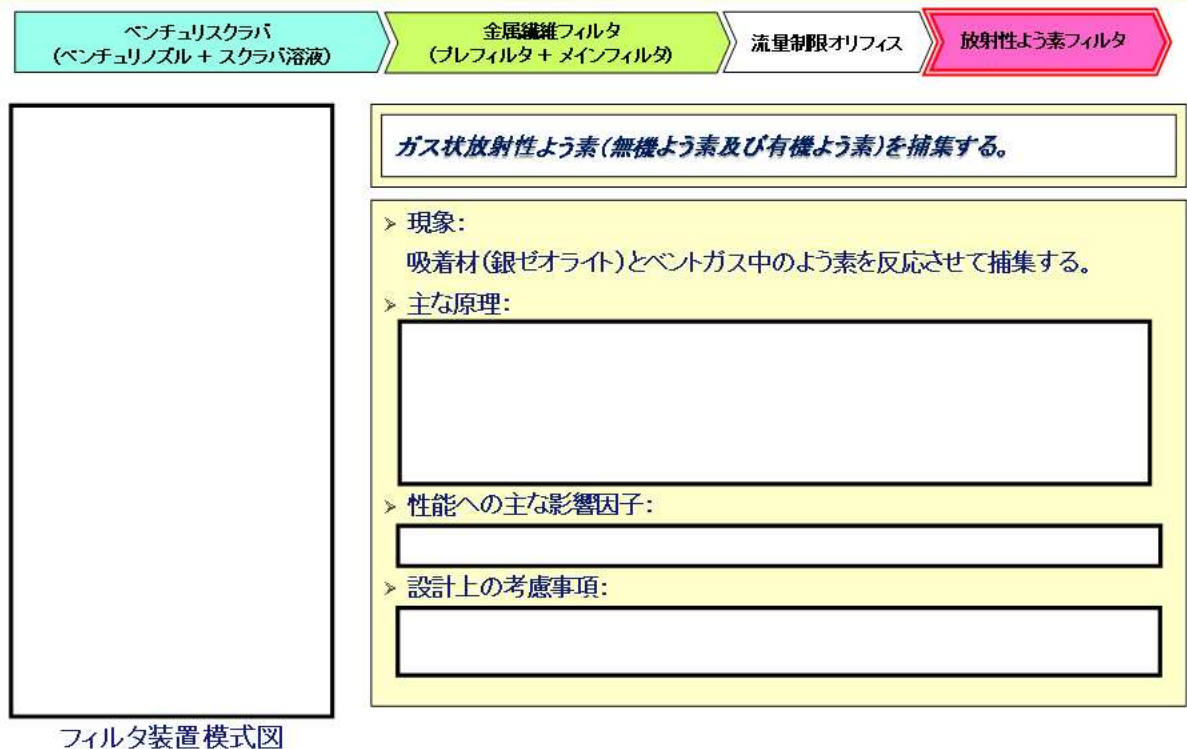 ベンチュリスクラバ
(ベンチュリノズル + スクラバ溶液)
金属繊維フィルタ
(プレフィルタ + メインフィルタ)
流量制限オリフィス
放射性よう素フィルタ
ガス状放射性よう素(無機よう素及び有機よう素)を捕集する。
➢ 現象:
吸着材(銀ゼオライト)とベントガス中のよう素を反応させて捕集する。
➢ 主な原理:
➢ 性能への主な影響因子:
➢ 設計上の考慮事項:
フィルタ装置模式図